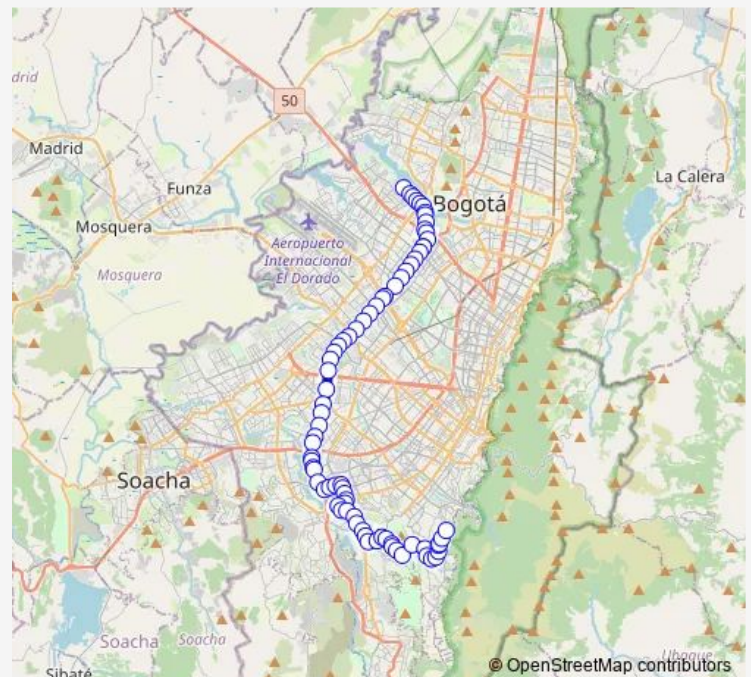 drid
50
Madrid
Funza
La Calera
Bogotá
Mosquera
Aeropuerto
Internacional
El Dorado
Mosquera
Soacha
Soacha
Soacha
Sibaté
Ubaque
© OpenStreetMap contributors